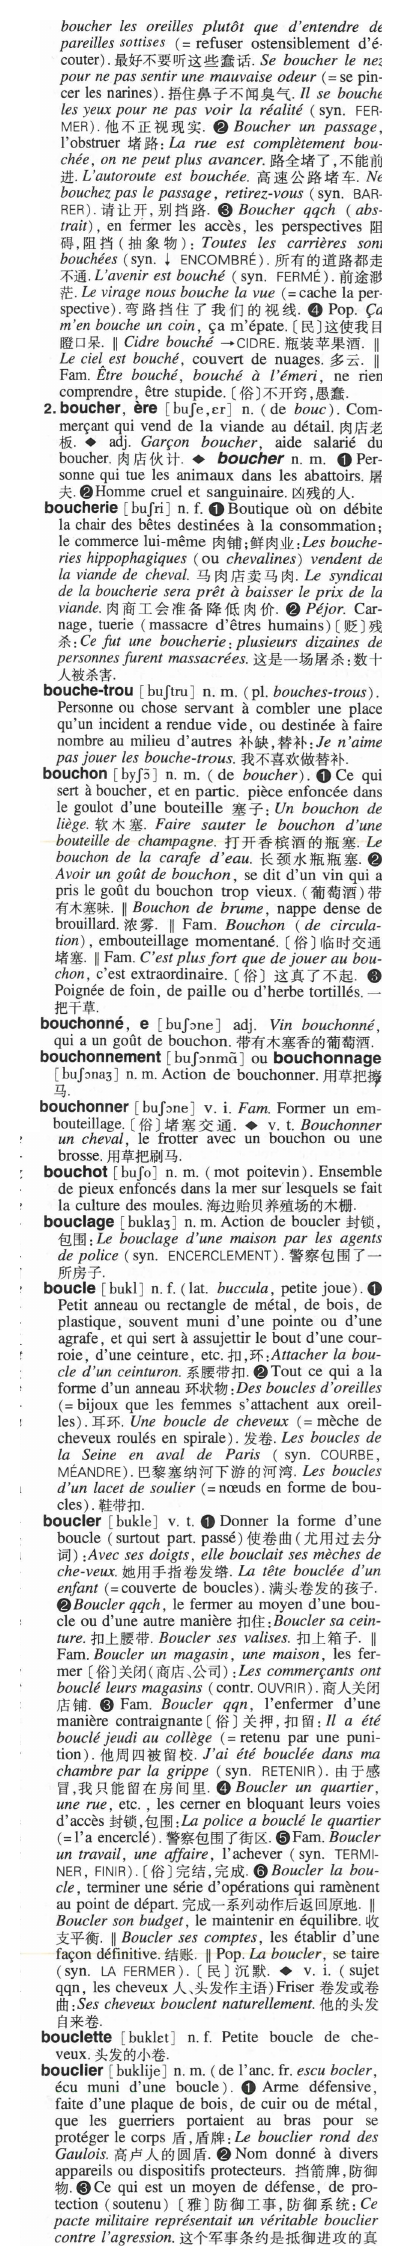 boucher les oreilles plutôt que d'entendre de
pareilles sottises (= refuser ostensiblement d'é-
couter). 最好不要听这些蠢话. Se boucher le nez
pour ne pas sentir une mauvaise odeur (= se pin-
cer les narines). 捂住鼻子不闻臭气. Il se bouche
les yeux pour ne pas voir la réalité (syn. FER-
MER). 他不正视现实. ❷ Boucher un passage,
l'obstruer 堵路: La rue est complètement bou-
chée, on ne peut plus avancer. 路全堵了,不能前
进. L'autoroute est bouchée. 高速公路堵车. Ne
bouchez pas le passage, retirez-vous (syn. BAR-
RER). 请让开,别挡路. ❸ Boucher qqch (abs-
trait), en fermer les accès, les perspectives 阻
碍,阻挡(抽象物): Toutes les carrières sont
bouchées (syn. ↓ ENCOMBRÉ). 所有的道路都走
不通. L'avenir est bouché (syn. FERMÉ). 前途渺
茫. Le virage nous bouche la vue (= cache la per-
spective). 弯路挡住了我们的视线. ❹ Pop. Ça
m'en bouche un coin, ça m'épate. [民]这使我目
瞪口呆. ‖ Cidre bouché →CIDRE. 瓶装苹果酒. ‖
Le ciel est bouché, couvert de nuages. 多云. ‖
Fam. Être bouché, bouché à l'émeri, ne rien
comprendre, être stupide. [俗]不开窍,愚蠢.
2. boucher, ère [buʃe,ɛr] n. (de bouc). Com-
merçant qui vend de la viande au détail. 肉店老
板. ◆ adj. Garçon boucher, aide salarié du
boucher. 肉店伙计. ◆ boucher n. m. ❶ Per-
sonne qui tue les animaux dans les abattoirs. 屠
夫. ❷ Homme cruel et sanguinaire. 凶残的人.
boucherie [buʃri] n. f. ❶ Boutique où on débite
la chair des bêtes destinées à la consommation;
le commerce lui-même 肉铺;鲜肉业: Les bouche-
ries hippophagiques (ou chevalines) vendent de
la viande de cheval. 马肉店卖马肉. Le syndicat
de la boucherie sera prêt à baisser le prix de la
viande. 肉商工会准备降低肉价. ❷ Péjor. Car-
nage, tuerie (massacre d'êtres humains) [贬]残
杀: Ce fut une boucherie: plusieurs dizaines de
personnes furent massacrées. 这是一场屠杀:数十
人被杀害.
bouche-trou [buʃtru] n. m. (pl. bouches-trous).
Personne ou chose servant à combler une place
qu'un incident a rendue vide, ou destinée à faire
nombre au milieu d'autres 补缺,替补: Je n'aime
pas jouer les bouche-trous. 我不喜欢做替补.
bouchon [byʃɔ̃] n. m. (de boucher). ❶ Ce qui
sert à boucher, et en partic. pièce enfoncée dans
le goulot d'une bouteille 塞子: Un bouchon de
liège. 软木塞. Faire sauter le bouchon d'une
bouteille de champagne. 打开香槟酒的瓶塞. Le
bouchon de la carafe d'eau. 长颈水瓶瓶塞. ❷
Avoir un goût de bouchon, se dit d'un vin qui a
pris le goût du bouchon trop vieux. (葡萄酒)带
有木塞味. ‖ Bouchon de brume, nappe dense de
brouillard. 浓雾. ‖ Fam. Bouchon (de circula-
tion), embouteillage momentané. [俗]临时交通
堵塞. ‖ Fam. C'est plus fort que de jouer au bou-
chon, c'est extraordinaire. [俗] 这真了不起. ❸
Poignée de foin, de paille ou d'herbe tortillés. 一
把干草.
bouchonné, e [buʃɔne] adj. Vin bouchonné,
qui a un goût de bouchon. 带有木塞香的葡萄酒.
bouchonnement [buʃɔnmɑ̃] ou bouchonnage
[buʃɔnaʒ] n. m. Action de bouchonner. 用草把擦
马.
bouchonner [buʃɔne] v. i. Fam. Former un em-
bouteillage. [俗]堵塞交通. ◆ v. t. Bouchonner
un cheval, le frotter avec un bouchon ou une
brosse. 用草把刷马.
bouchot [buʃo] n. m. (mot poitevin). Ensemble
de pieux enfoncés dans la mer sur lesquels se fait
la culture des moules. 海边贻贝养殖场的木栅.
bouclage [buklaʒ] n. m. Action de boucler 封锁,
包围: Le bouclage d'une maison par les agents
de police (syn. ENCERCLEMENT). 警察包围了一
所房子.
boucle [bukl] n. f. (lat. buccula, petite joue). ❶
Petit anneau ou rectangle de métal, de bois, de
plastique, souvent muni d'une pointe ou d'une
agrafe, et qui sert à assujettir le bout d'une cour-
roie, d'une ceinture, etc. 扣,环: Attacher la bou-
cle d'un ceinturon. 系腰带扣. ❷ Tout ce qui a la
forme d'un anneau 环状物: Des boucles d'oreilles
(= bijoux que les femmes s'attachent aux oreil-
les). 耳环. Une boucle de cheveux (= mèche de
cheveux roulés en spirale). 发卷. Les boucles de
la Seine en aval de Paris (syn. COURBE,
MÉANDRE). 巴黎塞纳河下游的河湾. Les boucles
d'un lacet de soulier (= nœuds en forme de bou-
cles). 鞋带扣.
boucler [bukle] v. t. ❶ Donner la forme d'une
boucle (surtout part. passé) 使卷曲(尤用过去分
词): Avec ses doigts, elle bouclait ses mèches de
che-veux. 她用手指卷发绺. La tête bouclée d'un
enfant (= couverte de boucles). 满头卷发的孩子.
❷ Boucler qqch, le fermer au moyen d'une bou-
cle ou d'une autre manière 扣住: Boucler sa cein-
ture. 扣上腰带. Boucler ses valises. 扣上箱子. ‖
Fam. Boucler un magasin, une maison, les fer-
mer [俗]关闭(商店、公司): Les commerçants ont
bouclé leurs magasins (contr. OUVRIR). 商人关闭
店铺. ❸ Fam. Boucler qqn, l'enfermer d'une
manière contraignante [俗]关押,扣留: Il a été
bouclé jeudi au collège (= retenu par une puni-
tion). 他周四被留校. J'ai été bouclée dans ma
chambre par la grippe (syn. RETENIR). 由于感
冒,我只能留在房间里. ❹ Boucler un quartier,
une rue, etc., les cerner en bloquant leurs voies
d'accès 封锁,包围: La police a bouclé le quartier
(= l'a encerclé). 警察包围了街区. ❺ Fam. Boucler
un travail, une affaire, l'achever (syn. TERMI-
NER, FINIR). [俗]完结,完成. ❻ Boucler la bou-
cle, terminer une série d'opérations qui ramènent
au point de départ. 完成一系列动作后返回原地. ‖
Boucler son budget, le maintenir en équilibre. 收
支平衡. ‖ Boucler ses comptes, les établir d'une
façon définitive. 结账. ‖ Pop. La boucler, se taire
(syn. LA FERMER). [民]沉默. ◆ v. i. (sujet
qqn, les cheveux 人、头发作主语) Friser 卷发或卷
曲: Ses cheveux bouclent naturellement. 他的头发
自来卷.
bouclette [buklet] n. f. Petite boucle de che-
veux. 头发的小卷.
bouclier [buklije] n. m. (de l'anc. fr. escu bocler,
écu muni d'une boucle). ❶ Arme défensive,
faite d'une plaque de bois, de cuir ou de métal,
que les guerriers portaient au bras pour se
protéger le corps 盾,盾牌: Le bouclier rond des
Gaulois. 高卢人的圆盾. ❷ Nom donné à divers
appareils ou dispositifs protecteurs. 挡箭牌,防御
物. ❸ Ce qui est un moyen de défense, de pro-
tection (soutenu) [雅]防御工事,防御系统: Ce
pacte militaire représentait un véritable bouclier
contre l'agression. 这个军事条约是抵御进攻的真